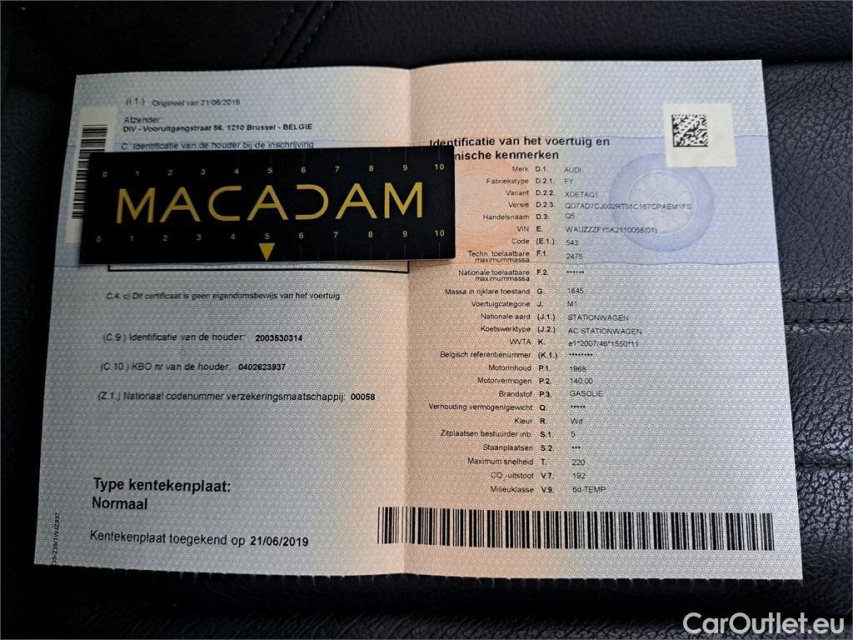 (I.1.) Origineel van 21/06/2019
Afzender
DIV - Vooruitgangstraat 56, 1210 Brussel - BELGIE
C. Identificatie van de houder bij de inschrijving
0 1 2 3 4 5 6 7 8 9 10
MACADAM
0 1 2 3 4 5 6 7 8 9 10
C.4. c) Dit certificaat is geen eigendomsbewijs van het voertuig
(C.9.) Identificatie van de houder: 2003530314
(C.10.) KBO nr van de houder: 0402623937
(Z.1.) Nationaal codenummer verzekeringsmaatschappij: 00058
Type kentekenplaat:
Normaal
Kentekenplaat toegekend op 21/06/2019
Identificatie van het voertuig en
nische kenmerken
Merk D.1. AUDI
Fabriekstype D.2.1. FY
Variant D.2.2. XDETAQ1
Versie D.2.3.
Handelsnaam D.3. Q5
VIN E. WAUZZZFY5K2110058(01)
Code (E.1.) 543
Techn. toelaatbare maximummassa F.1. 2475
Nationale toelaatbare maximummassa F.2. ******
Massa in rijklare toestand G. 1845
Voertuigcategorie J. M1
Nationale aard (J.1.) STATIONWAGEN
Koetswerktype (J.2.) AC STATIONWAGEN
WVTA K. e1*2007/46*1550*11
Belgisch referentienummer (K.1.) ********
Motorinhoud P.1. 1968
Motorvermogen P.2. 140,00
Brandstof P.3. GASOLIE
Verhouding vermogen/gewicht Q. *****
Kleur R. Wit
Zitplaatsen bestuurder inb. S.1. 5
Staanplaatsen S.2. ***
Maximum snelheid T. 220
CO₂-uitstoot V.7. 192
Milieuklasse V.9. 6d-TEMP
CarOutlet.eu